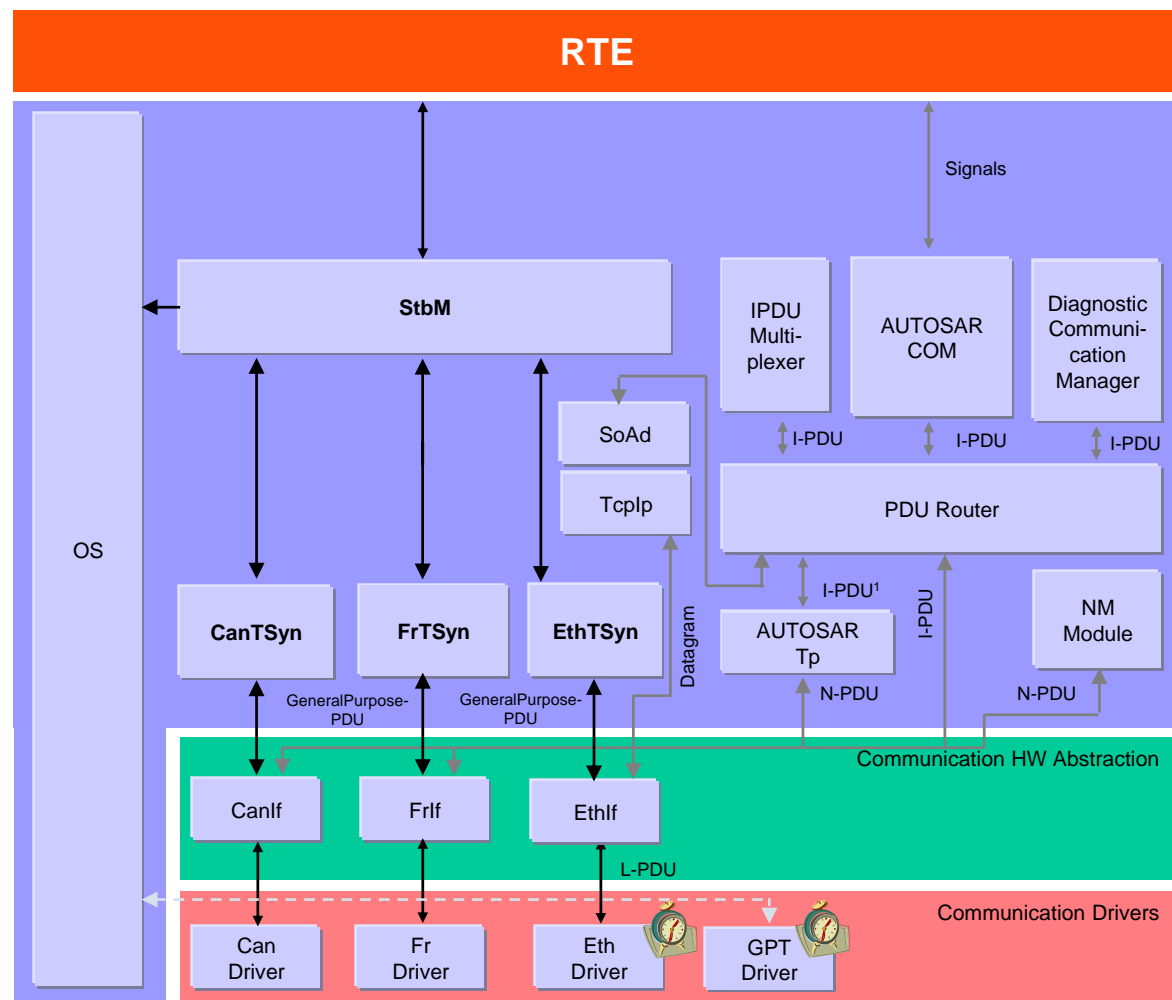 RTE
Signals
StbM
IPDU
Multi-
plexer
AUTOSAR
COM
Diagnostic
Communi-
cation
Manager
SoAd
I-PDU
I-PDU
I-PDU
TcpIp
PDU Router
OS
I-PDU¹
I-PDU
Datagram
CanTSyn
FrTSyn
EthTSyn
AUTOSAR
Tp
NM
Module
GeneralPurpose-
PDU
GeneralPurpose-
PDU
N-PDU
N-PDU
Communication HW Abstraction
CanIf
FrIf
EthIf
L-PDU
Communication Drivers
Can
Driver
Fr
Driver
Eth
Driver
GPT
Driver